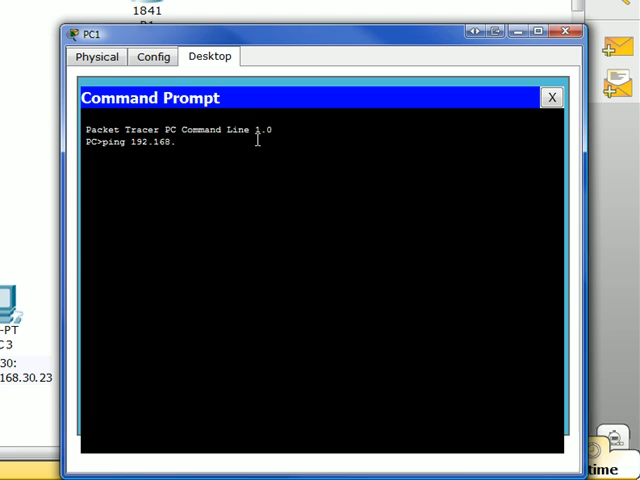 1841
PC1
Physical
Config
Desktop
Command Prompt
X
Packet Tracer PC Command Line 1.0
PC>ping 192.168.
-PT
C3
30:
168.30.23
time